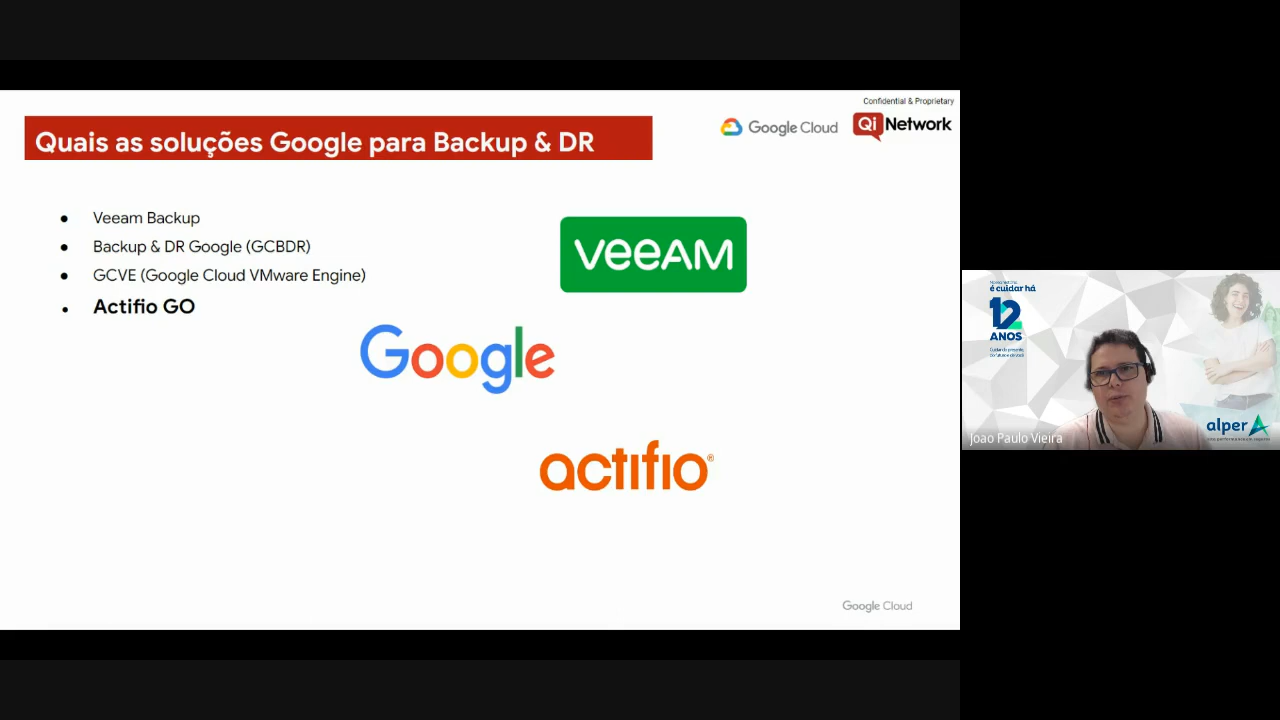 Confidential & Proprietary
Google Cloud
Qi Network
Quais as soluções Google para Backup & DR
Veeam Backup
Backup & DR Google (GCBDR)
GCVE (Google Cloud VMware Engine)
Actifio GO
veeAM
Google
actifio®
Google Cloud
é cuidar há
12
ANOS
alper
Joao Paulo Vieira